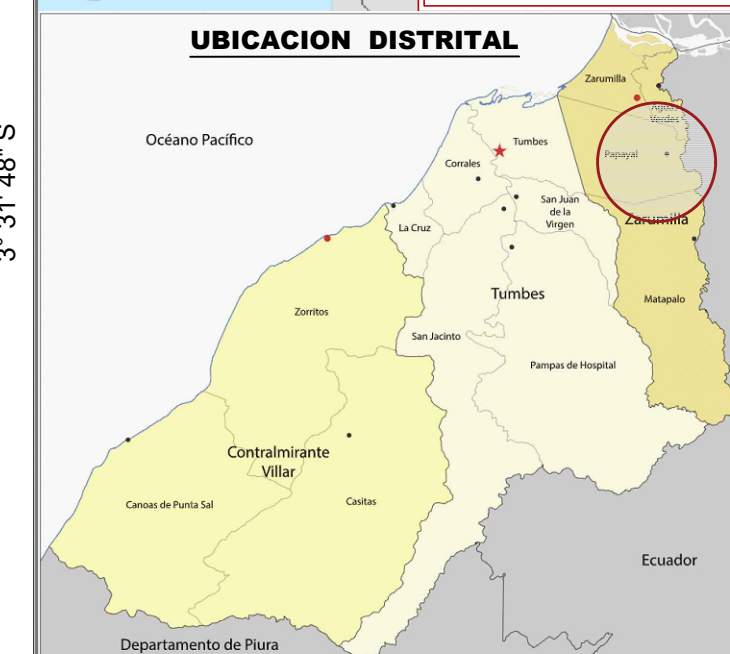 UBICACION DISTRITAL
3° 31' 48" S
Zarumilla
Aguas
Verdes
Océano Pacífico
Tumbes
Papayal
Corrales
San Juan
de la
Virgen
Zarumilla
La Cruz
Tumbes
Matapalo
Zorritos
San Jacinto
Pampas de Hospital
Contralmirante
Villar
Canoas de Punta Sal
Casitas
Ecuador
Departamento de Piura